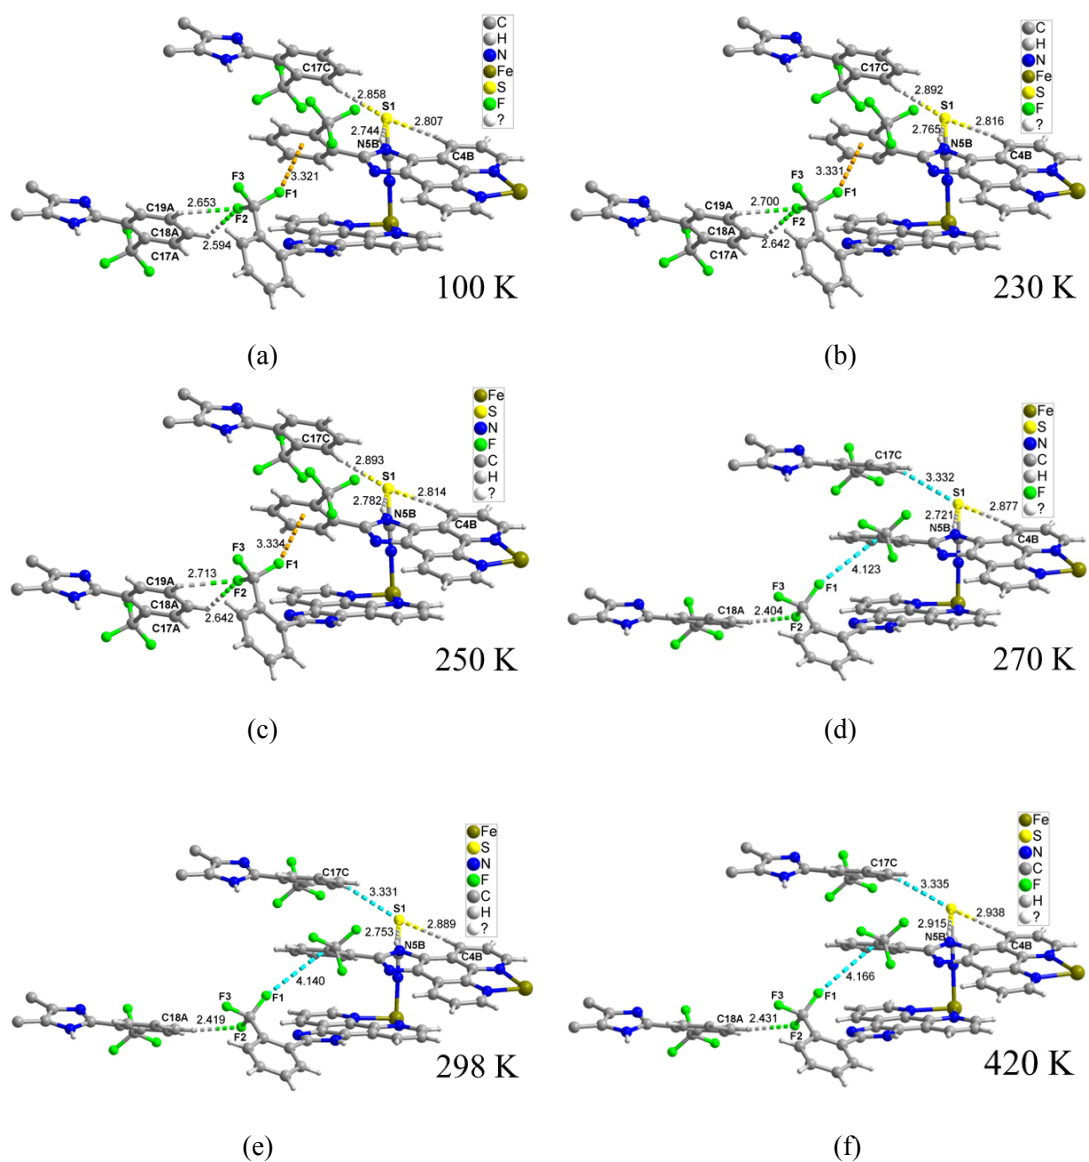 C
H
N
Fe
S
F
?
C17C
2.858
S1
2.744
2.807
N5B
C4B
3.321
F3
F1
C19A
2.653
F2
C18A
2.594
C17A
100 K
(a)
C
H
N
Fe
S
F
?
C17C
2.892
S1
2.765
2.816
N5B
C4B
3.331
F3
F1
C19A
2.700
F2
C18A
2.642
C17A
230 K
(b)
Fe
S
N
F
C
H
?
C17C
2.893
S1
2.782
2.814
N5B
C4B
3.334
F3
F1
C19A
2.713
F2
C18A
2.642
C17A
250 K
(c)
Fe
S
N
C
H
F
?
C17C
3.332
S1
2.721
2.877
N5B
C4B
4.123
F3
F1
C18A
2.404
F2
270 K
(d)
Fe
S
N
F
C
H
?
C17C
3.331
S1
2.889
2.753
N5B
C4B
4.140
F3
F1
C18A
2.419
F2
298 K
(e)
Fe
S
N
C
F
H
?
C17C
3.335
S1
2.938
2.915
N5B
C4B
4.166
F1
F3
C18A
2.431
F2
420 K
(f)